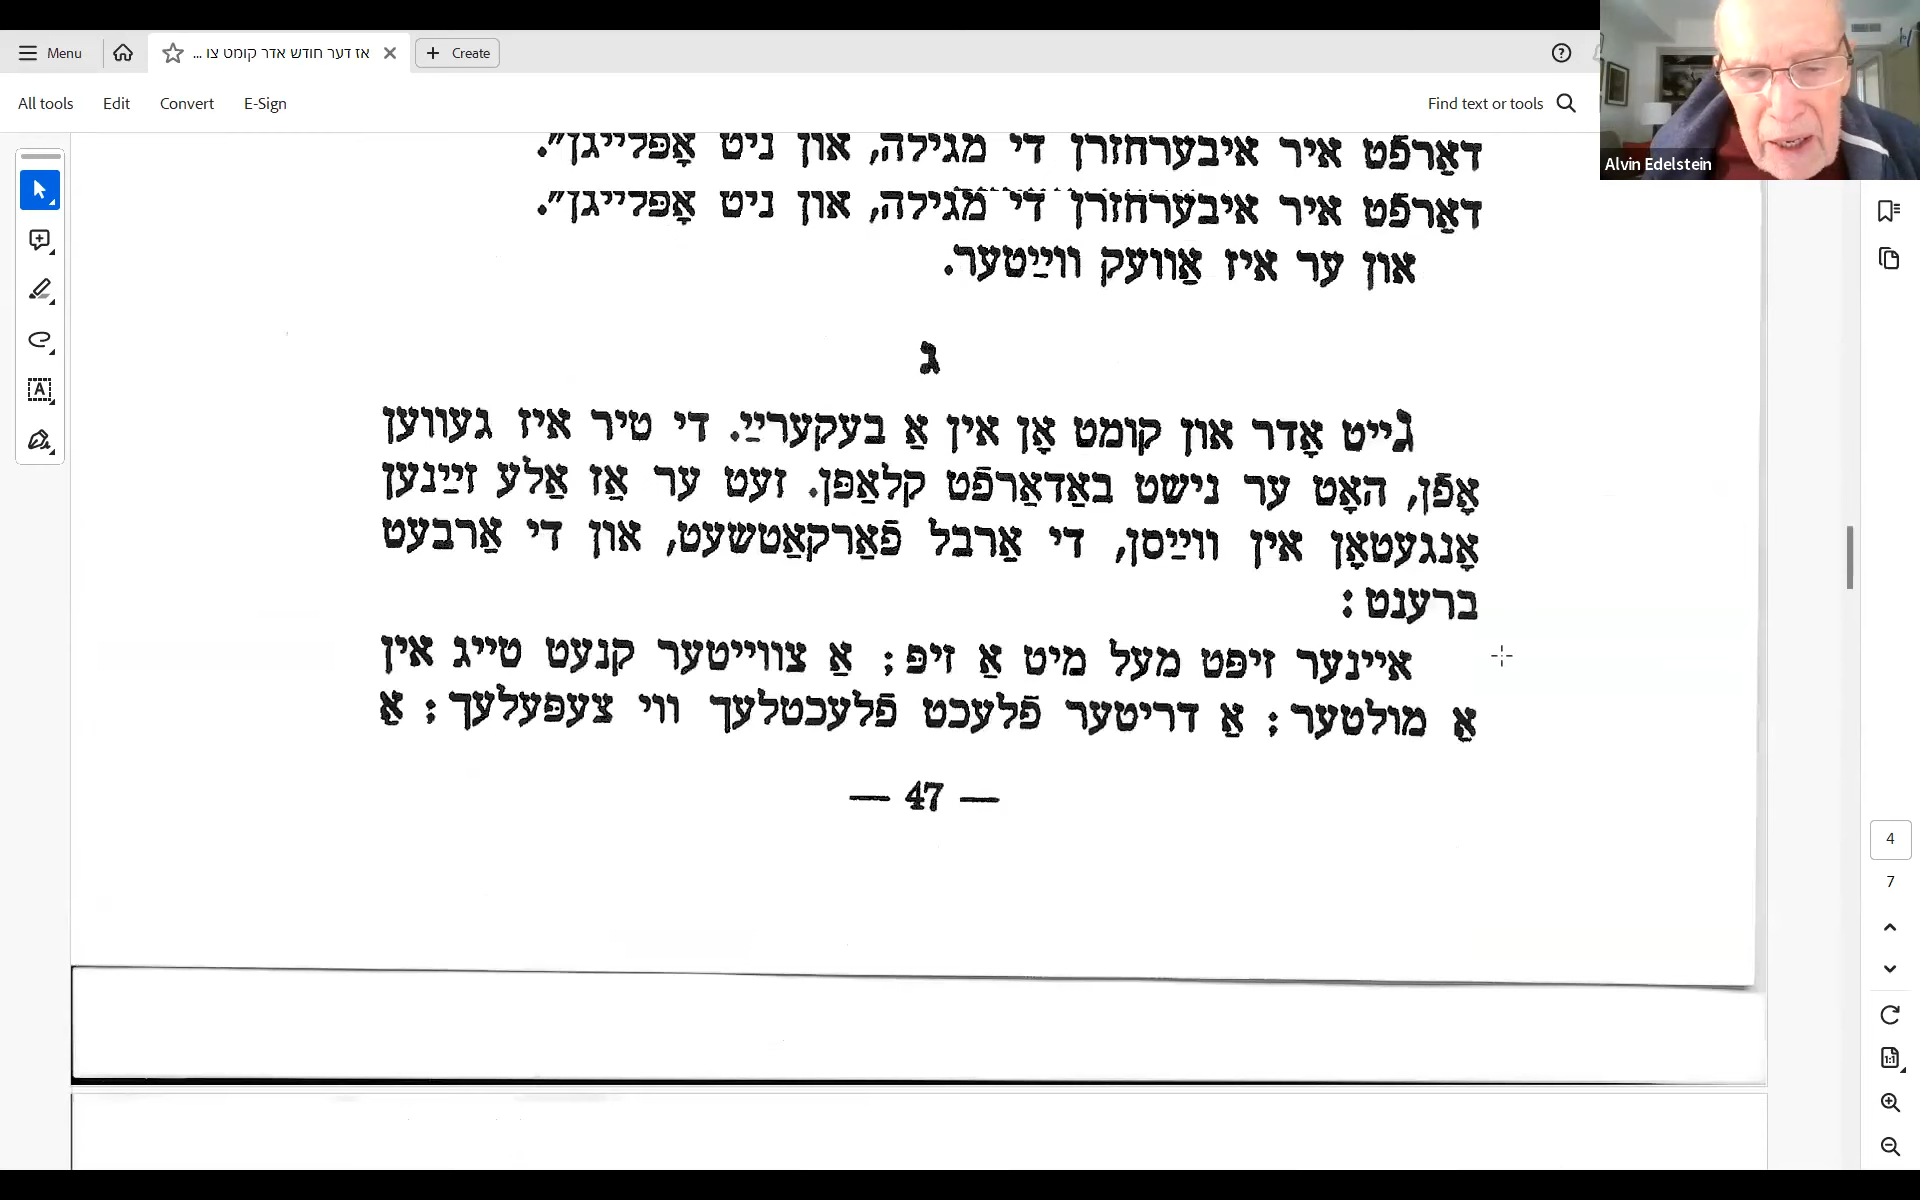 Menu
אז דער חודש אדר קומט צו ...
Create
All tools
Edit
Convert
E-Sign
Find text or tools
Alvin Edelstein
דאַרפֿט איר איבערחזרן די מגילה, און ניט אָפּלייגן".
דאַרפֿט איר איבערחזרן די מגילה, און ניט אָפּלייגן".
און ער איז אַוועק ווײַטער.
ג
גייט אָדר און קומט אָן אין אַ בעקערײַ. די טיר איז געווען
אָפֿן, האָט ער נישט באַדאַרפֿט קלאַפּן. זעט ער אַז אַלע זײַנען
אָנגעטאָן אין ווײַסן, די אַרבל פֿאַרקאַטשעט, און די אַרבעט
ברענט :
איינער זיפּט מעל מיט אַ זיפּ ; אַ צווייטער קנעט טייג אין
אַ מולטער ; אַ דריטער פֿלעכט פֿלעכטלעך ווי צעפּעלעך ; אַ
— 47 —
4
7